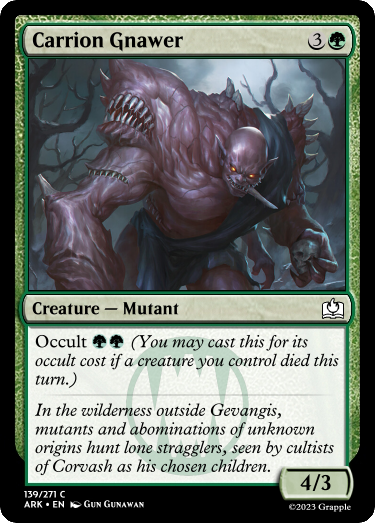 Carrion Gnawer 3
Creature — Mutant
Occult (You may cast this for its
occult cost if a creature you control died this
turn.)
In the wilderness outside Gevangis,
mutants and abominations of unknown
origins hunt lone stragglers, seen by cultists
of Corvash as his chosen children.
4/3
139/271 C
ARK • EN Gun Gunawan
©2023 Grapple